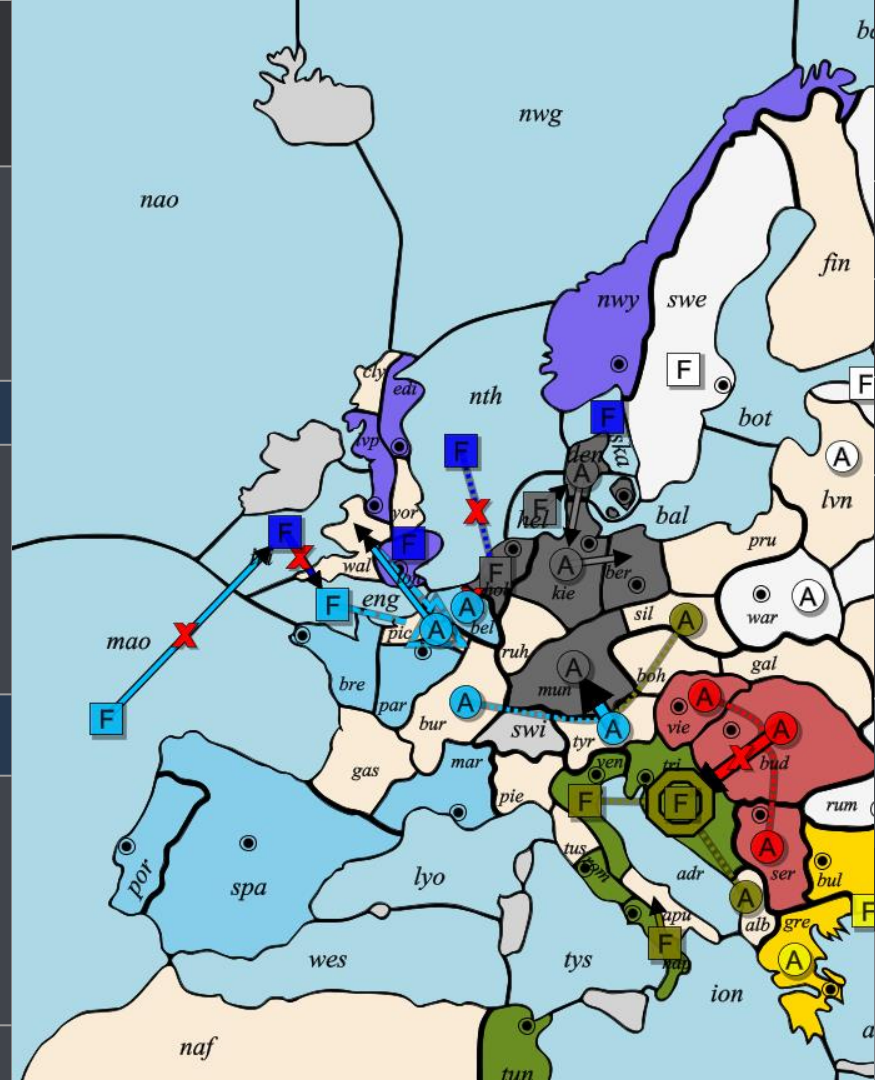 ba
nwg
nao
fin
nwy swe
F
F
cly
edi
nth
F
bot
lvp
F
den
ska
A
A
lvn
yor
hel
F
bal
F
F
pru
wal
lon
F
hol
A
kie
ber
A
war
F
eng
A
bel
A
sil
A
mao
pic
ruh
boh
gal
bre
par
A
mun
A
vie
A
F
bur
swi
tyr
A
bud
mar
ven
tri
gas
pie
F
F
rum
A
ser
bul
por
spa
lyo
tus
rom
adr
A
alb
gre
F
apu
F
nap
A
wes
tys
ion
naf
tun
a